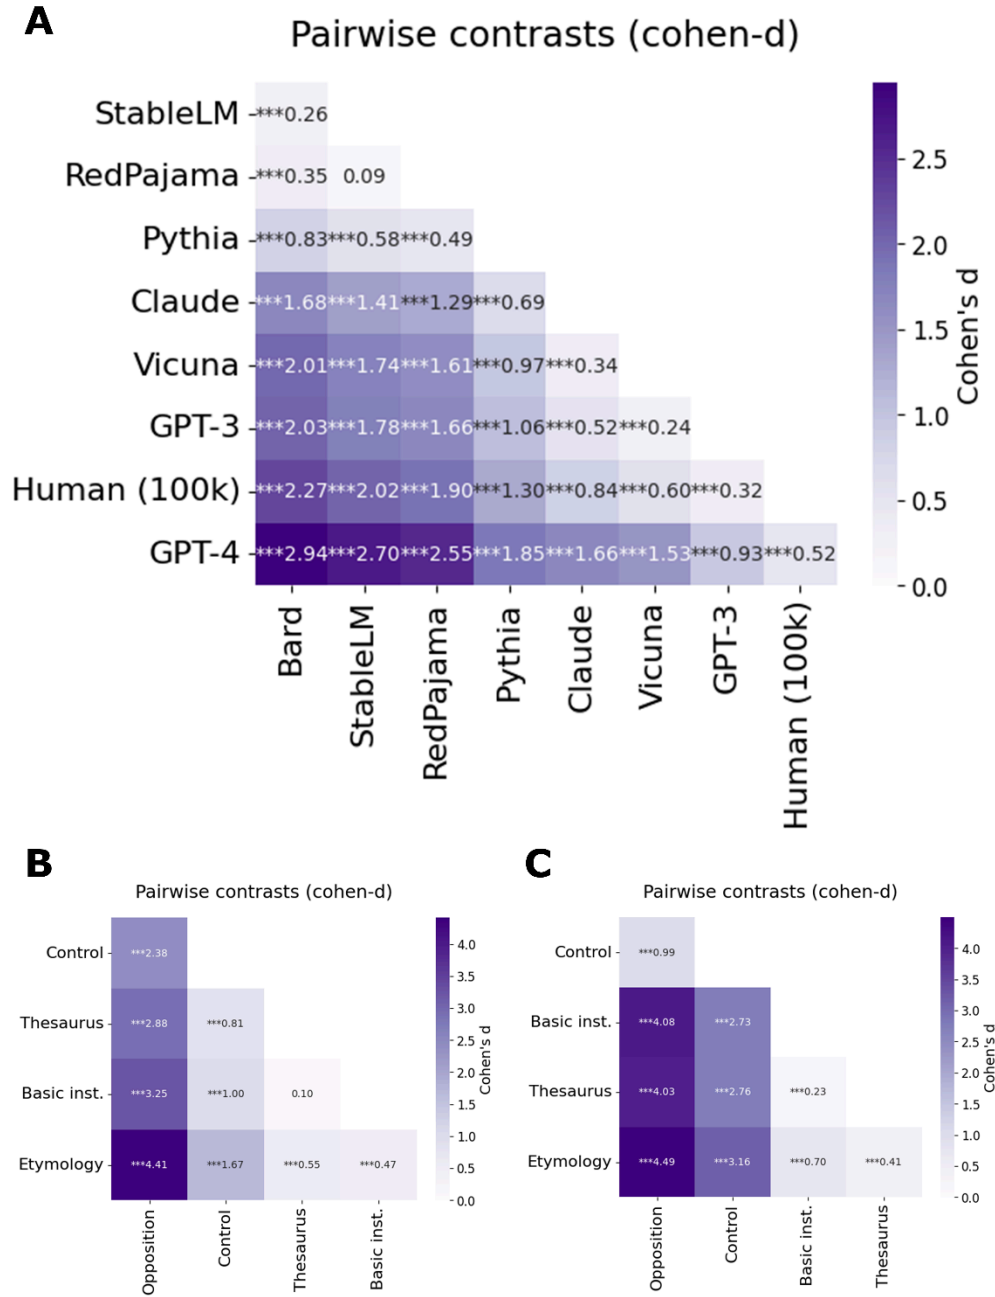 A
Pairwise contrasts (cohen-d)
StableLM ***0.26
RedPajama ***0.35 0.09
Pythia ***0.83 ***0.58 ***0.49
Claude ***1.68 ***1.41 ***1.29 ***0.69
Vicuna ***2.01 ***1.74 ***1.61 ***0.97 ***0.34
GPT-3 ***2.03 ***1.78 ***1.66 ***1.06 ***0.52 ***0.24
Human (100k) ***2.27 ***2.02 ***1.90 ***1.30 ***0.84 ***0.60 ***0.32
GPT-4 ***2.94 ***2.70 ***2.55 ***1.85 ***1.66 ***1.53 ***0.93 ***0.52
Bard StableLM RedPajama Pythia Claude Vicuna GPT-3 Human (100k)
2.5
2.0
1.5
1.0
0.5
0.0
Cohen's d
B
Pairwise contrasts (cohen-d)
Control ***2.38
Thesaurus ***2.88 ***0.81
Basic inst. ***3.25 ***1.00 0.10
Etymology ***4.41 ***1.67 ***0.55 ***0.47
Opposition Control Thesaurus Basic inst.
4.0
3.5
3.0
2.5
2.0
1.5
1.0
0.5
0.0
Cohen's d
C
Pairwise contrasts (cohen-d)
Control ***0.99
Basic inst. ***4.08 ***2.73
Thesaurus ***4.03 ***2.76 ***0.23
Etymology ***4.49 ***3.16 ***0.70 ***0.41
Opposition Control Basic inst. Thesaurus
4.0
3.5
3.0
2.5
2.0
1.5
1.0
0.5
0.0
Cohen's d